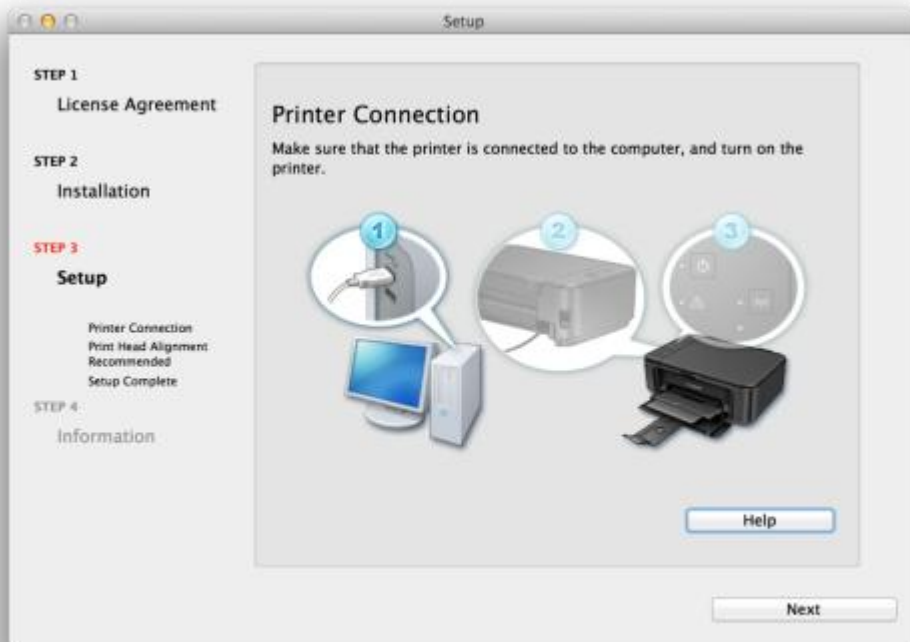 Setup
STEP 1
License Agreement
STEP 2
Installation
STEP 3
Setup
Printer Connection
Print Head Alignment
Recommended
Setup Complete
STEP 4
Information
Printer Connection
Make sure that the printer is connected to the computer, and turn on the
printer.
1
2
3
Help
Next